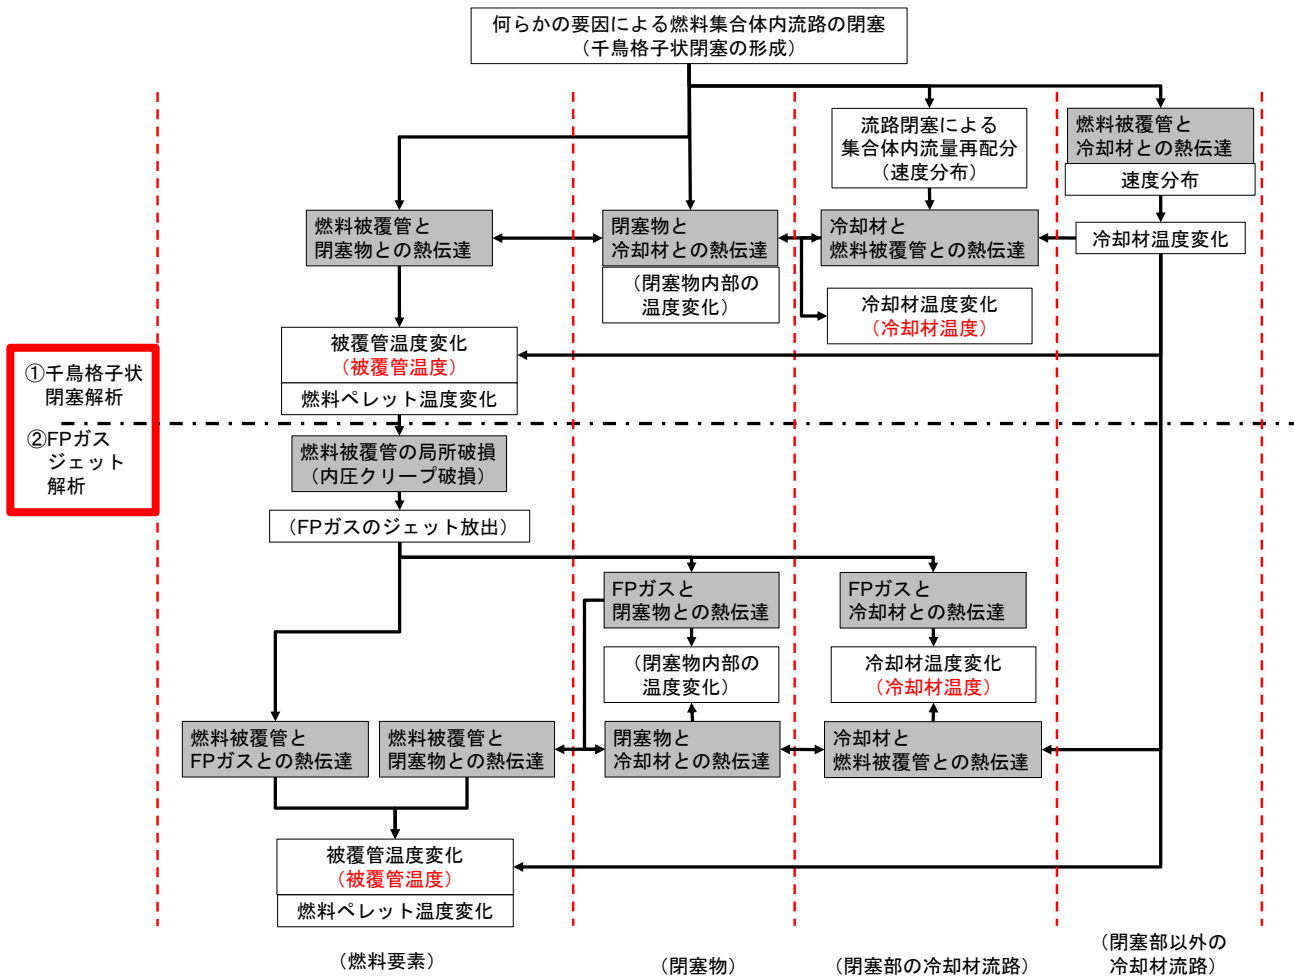 何らかの要因による燃料集合体内流路の閉塞
（千鳥格子状閉塞の形成）
流路閉塞による
集合体内流量再配分
（速度分布）
燃料被覆管と
冷却材との熱伝達
速度分布
燃料被覆管と
閉塞物との熱伝達
閉塞物と
冷却材との熱伝達
（閉塞物内部の
温度変化）
冷却材と
燃料被覆管との熱伝達
冷却材温度変化
冷却材温度変化
（冷却材温度）
被覆管温度変化
（被覆管温度）
燃料ペレット温度変化
①千鳥格子状
閉塞解析
②FPガス
ジェット
解析
燃料被覆管の局所破損
（内圧クリープ破損）
（FPガスのジェット放出）
FPガスと
閉塞物との熱伝達
FPガスと
冷却材との熱伝達
（閉塞物内部の
温度変化）
冷却材温度変化
（冷却材温度）
燃料被覆管と
FPガスとの熱伝達
燃料被覆管と
閉塞物との熱伝達
閉塞物と
冷却材との熱伝達
冷却材と
燃料被覆管との熱伝達
被覆管温度変化
（被覆管温度）
燃料ペレット温度変化
（燃料要素）
（閉塞物）
（閉塞部の冷却材流路）
（閉塞部以外の
冷却材流路）